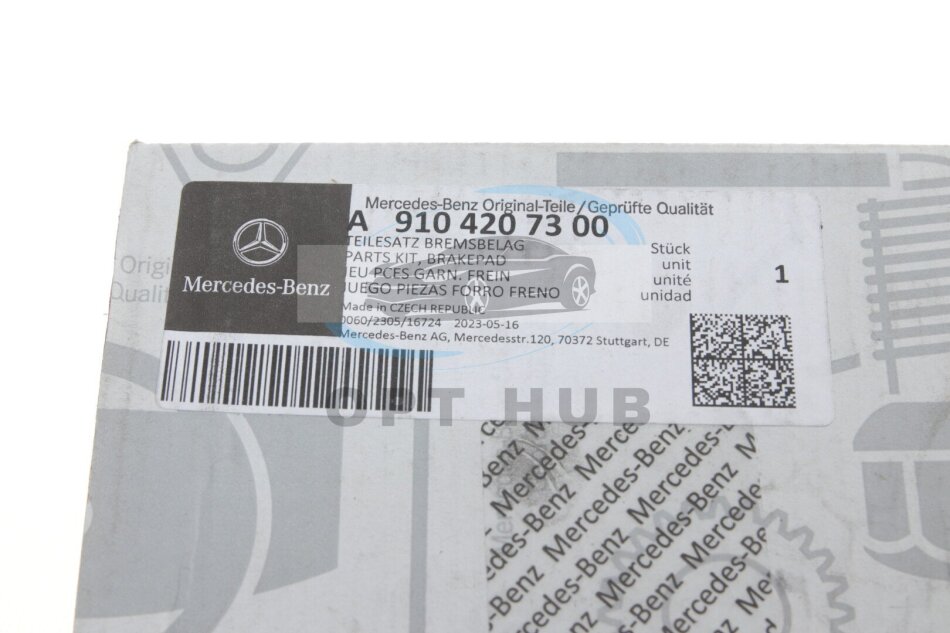 Mercedes-Benz Original-Teile/Geprüfte Qualität
A 910 420 73 00
TEILESATZ BREMSBELAG
PARTS KIT, BRAKEPAD
JEU PCES GARN. FREIN
JUEGO PIEZAS FORRO FRENO
Made in CZECH REPUBLIC
0060/2305/16724 2023-05-16
Mercedes-Benz AG, Mercedesstr.120, 70372 Stuttgart, DE
Stück
unit
unité
unidad
1
Mercedes-Benz
OPT HUB
Mercedes-Benz
Mercedes-Benz
Mercedes-Benz
Mercedes-Benz